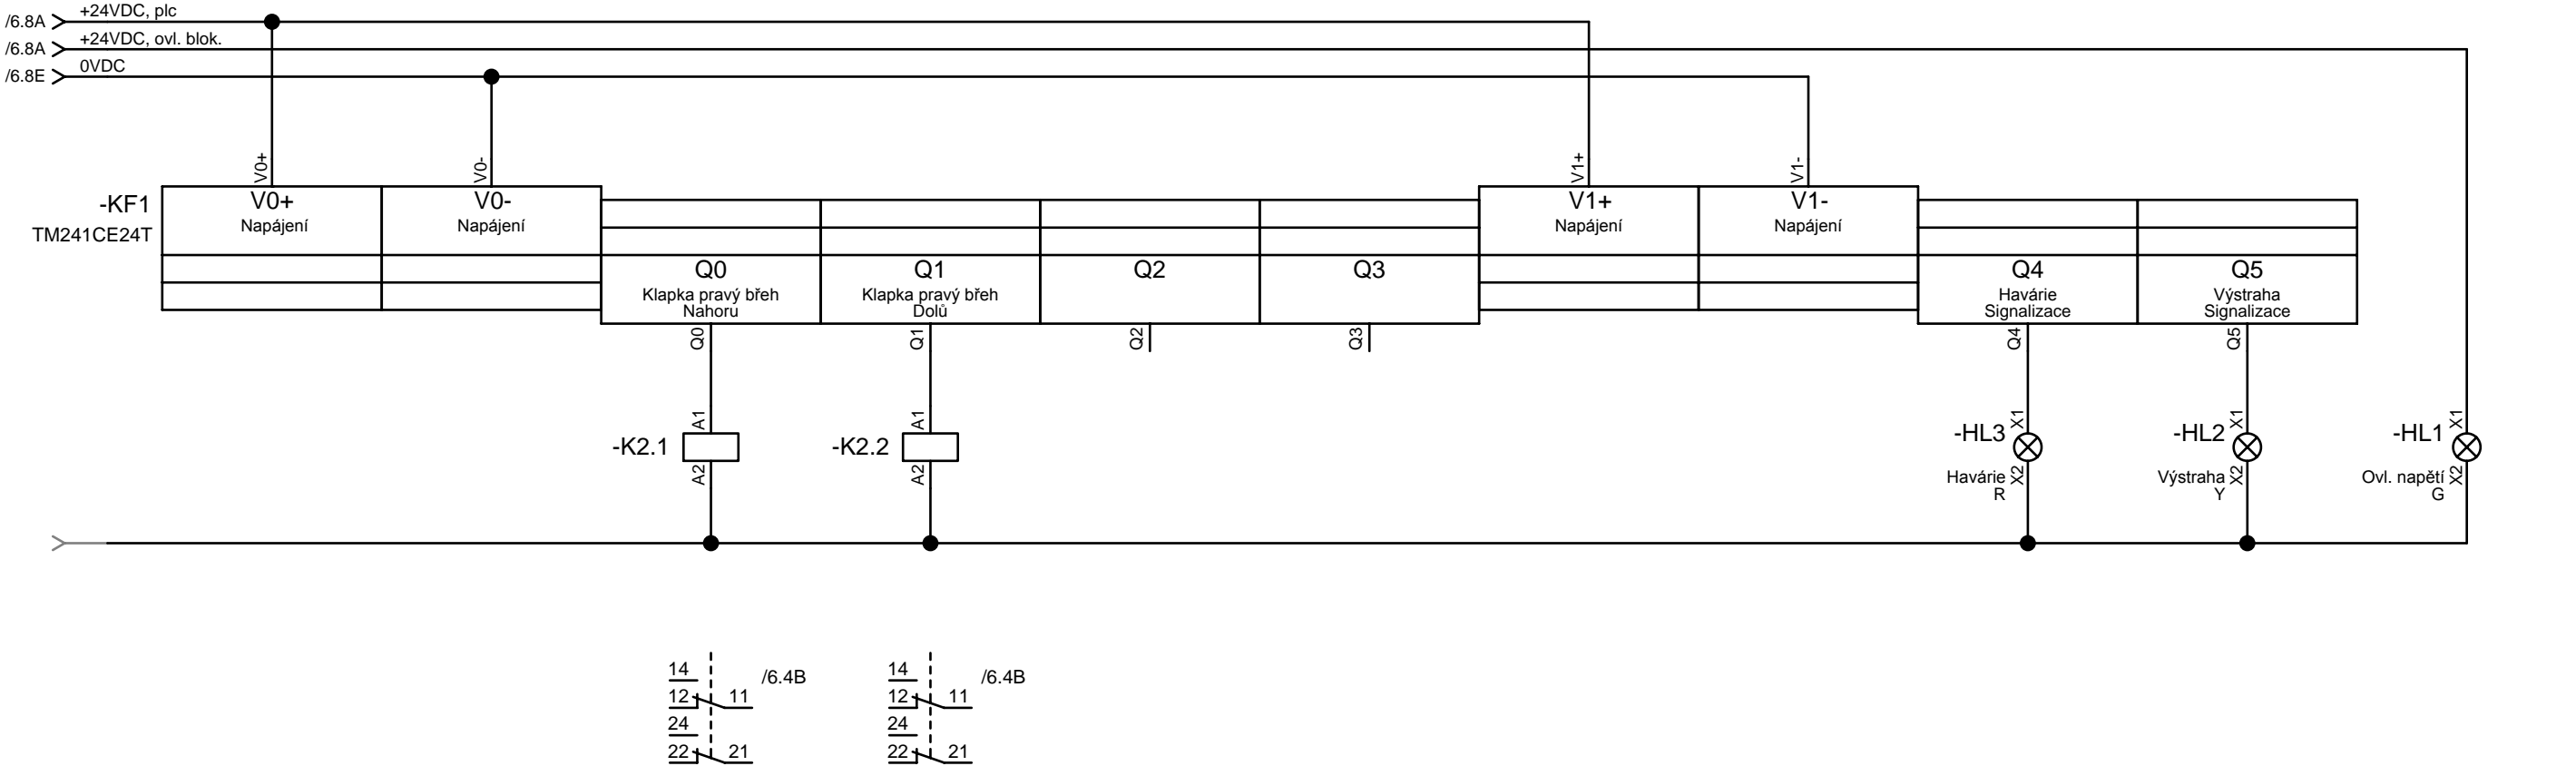 /6.8A
+24VDC, plc
/6.8A
+24VDC, ovl. blok.
/6.8E
0VDC
V0+
V0-
V1+
V1-
-KF1
TM241CE24T
V0+
Napájení
V0-
Napájení
V1+
Napájení
V1-
Napájení
Q0
Klapka pravý břeh
Nahoru
Q1
Klapka pravý břeh
Dolů
Q2
Q3
Q4
Havárie
Signalizace
Q5
Výstraha
Signalizace
Q0
Q1
Q2
Q3
Q4
Q5
-K2.1
A1
A2
-K2.2
A1
A2
-HL3
X1
X2
Havárie
R
-HL2
X1
X2
Výstraha
Y
-HL1
X1
X2
Ovl. napětí
G
14
12 11
/6.4B
24
22 21
14
12 11
/6.4B
24
22 21